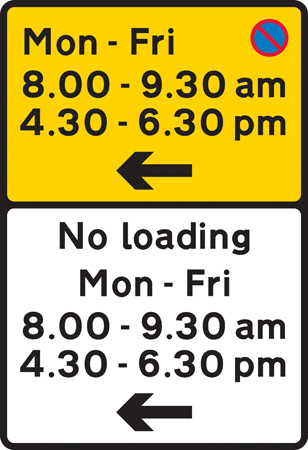 Mon - Fri
8.00 - 9.30 am
4.30 - 6.30 pm
No loading
Mon - Fri
8.00 - 9.30 am
4.30 - 6.30 pm